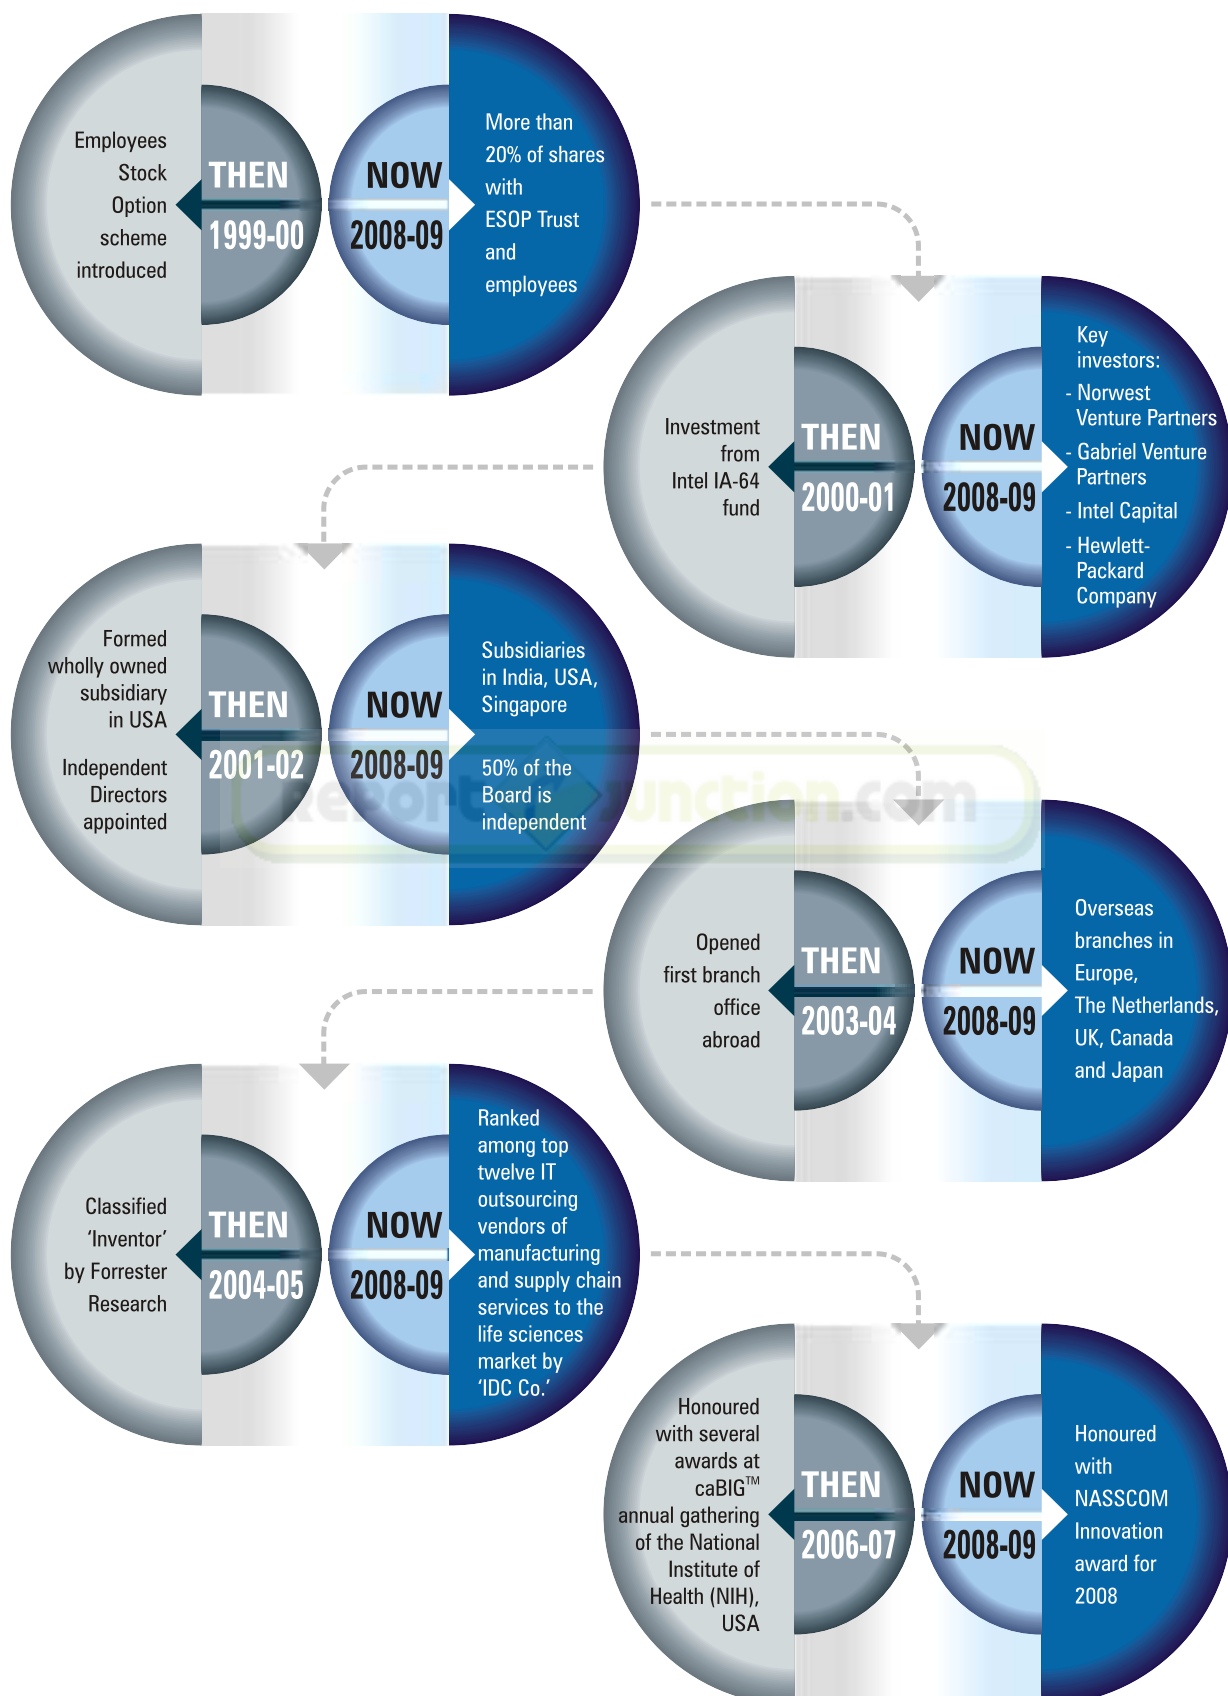 Employees
Stock
Option
scheme
introduced
THEN
1999-00
NOW
2008-09
More than
20% of shares
with
ESOP Trust
and
employees
Investment
from
Intel IA-64
fund
THEN
2000-01
NOW
2008-09
Key
investors:
- Norwest
Venture Partners
- Gabriel Venture
Partners
- Intel Capital
- Hewlett-
Packard
Company
Formed
wholly owned
subsidiary
in USA
Independent
Directors
appointed
THEN
2001-02
NOW
2008-09
Subsidiaries
in India, USA,
Singapore
50% of the
Board is
independent
Report Junction.com
Opened
first branch
office
abroad
THEN
2003-04
NOW
2008-09
Overseas
branches in
Europe,
The Netherlands,
UK, Canada
and Japan
Classified
‘Inventor’
by Forrester
Research
THEN
2004-05
NOW
2008-09
Ranked
among top
twelve IT
outsourcing
vendors of
manufacturing
and supply chain
services to the
life sciences
market by
‘IDC Co.’
Honoured
with several
awards at
caBIG™
annual gathering
of the National
Institute of
Health (NIH),
USA
THEN
2006-07
NOW
2008-09
Honoured
with
NASSCOM
Innovation
award for
2008